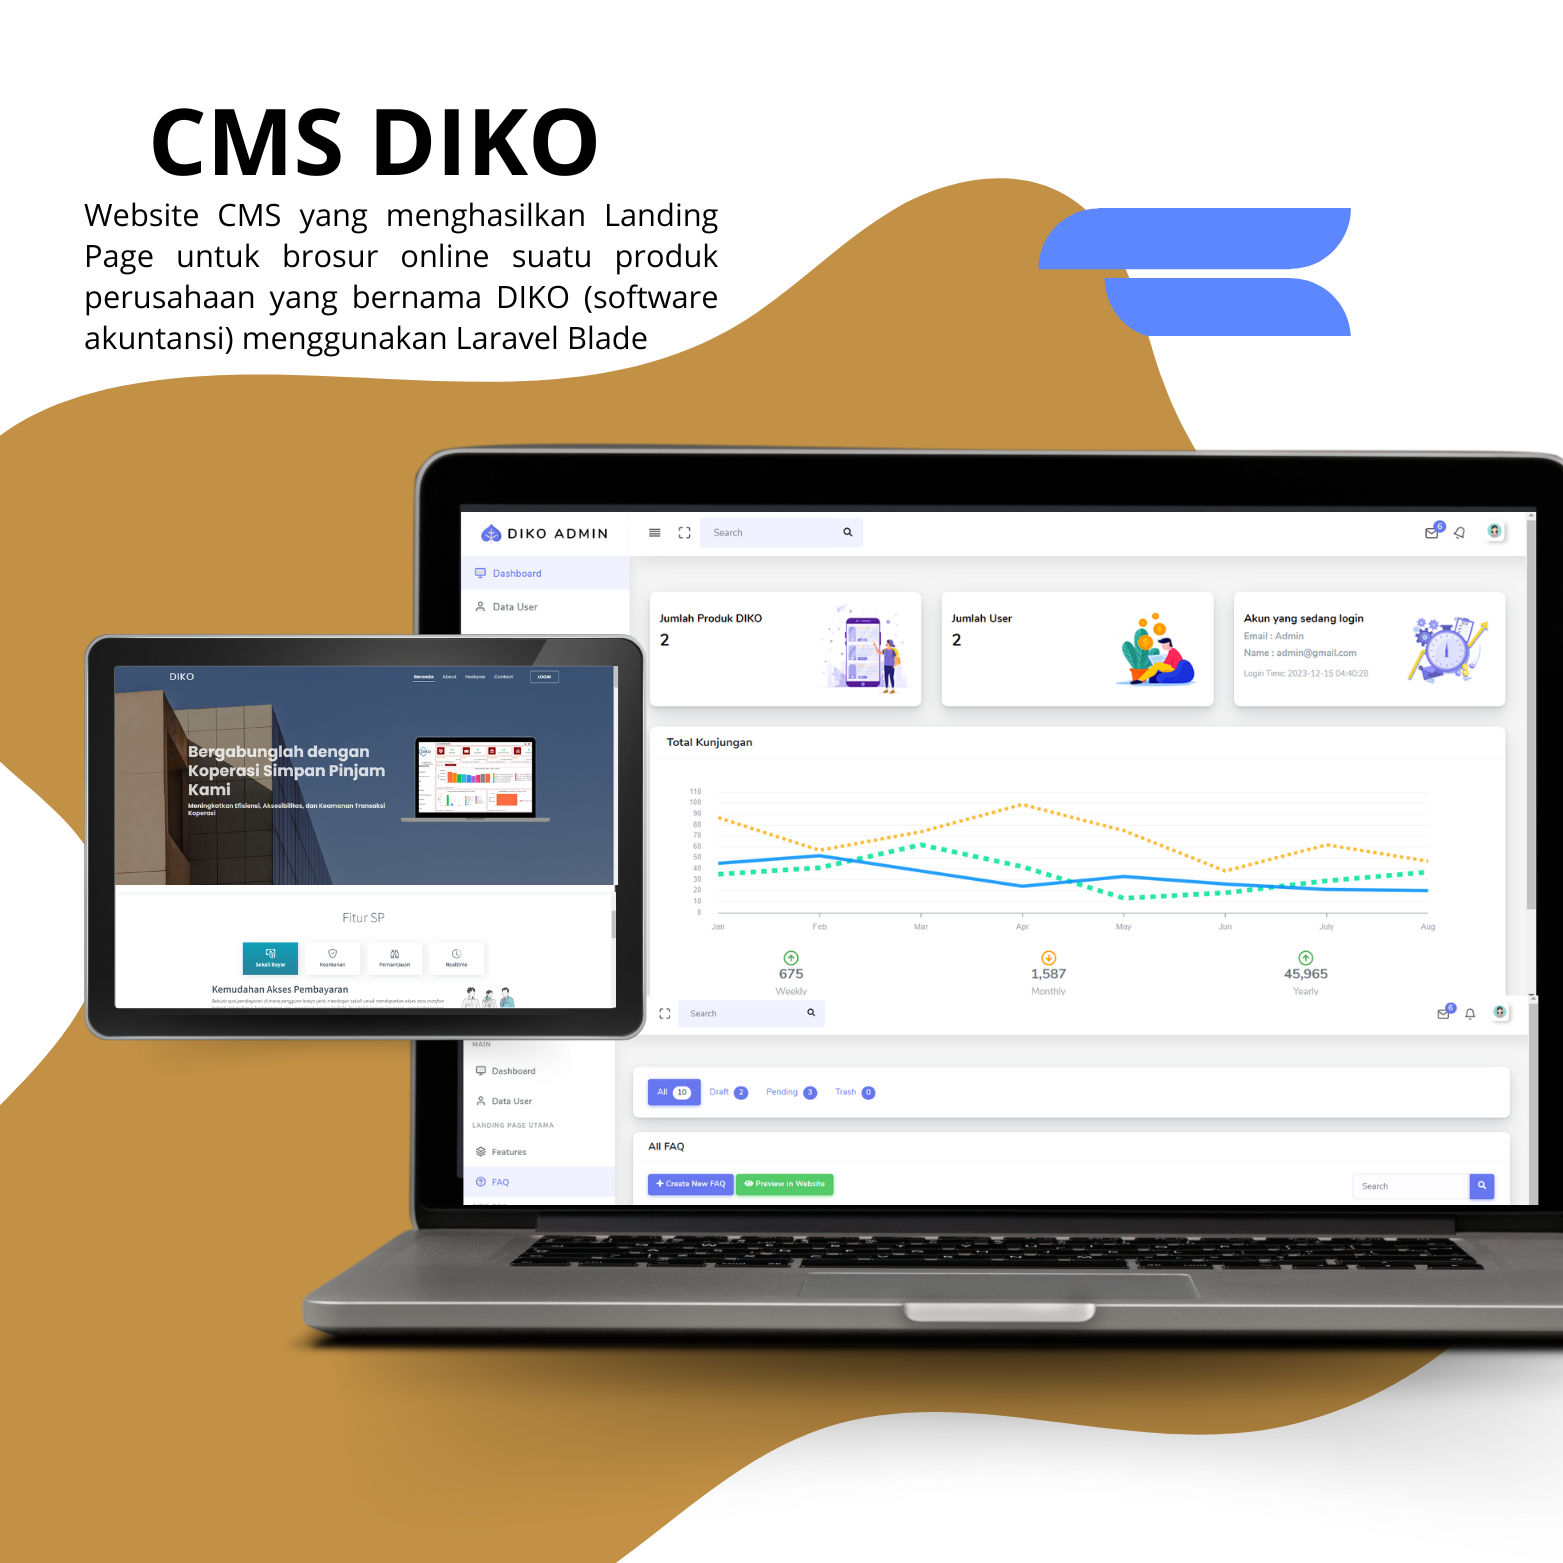 CMS DIKO
Website CMS yang menghasilkan Landing
Page untuk brosur online suatu produk
perusahaan yang bernama DIKO (software
akuntansi) menggunakan Laravel Blade
DIKO ADMIN
Search
6
Dashboard
Data User
Jumlah Produk DIKO
2
Jumlah User
2
Akun yang sedang login
Email : Admin
Name : admin@gmail.com
Login Time: 2023-12-15 04:40:28
Total Kunjungan
110
100
90
80
70
60
50
40
30
20
10
0
Jan Feb Mar Apr May Jun July Aug
675 1,587 45,965
Weekly Monthly Yearly
DIKO
Beranda About Features Contact LOGIN
Bergabunglah dengan
Koperasi Simpan Pinjam
Kami
Meningkatkan Efisiensi, Aksesibilitas, dan Keamanan Transaksi
Koperasi
Fitur SP
Sekali Bayar Keamanan Pemantauan Realtime
Kemudahan Akses Pembayaran
Search
6
MAIN
Dashboard
Data User
LANDING PAGE UTAMA
Features
FAQ
All 10 Draft 2 Pending 3 Trash 0
All FAQ
Create New FAQ Preview in Website
Search